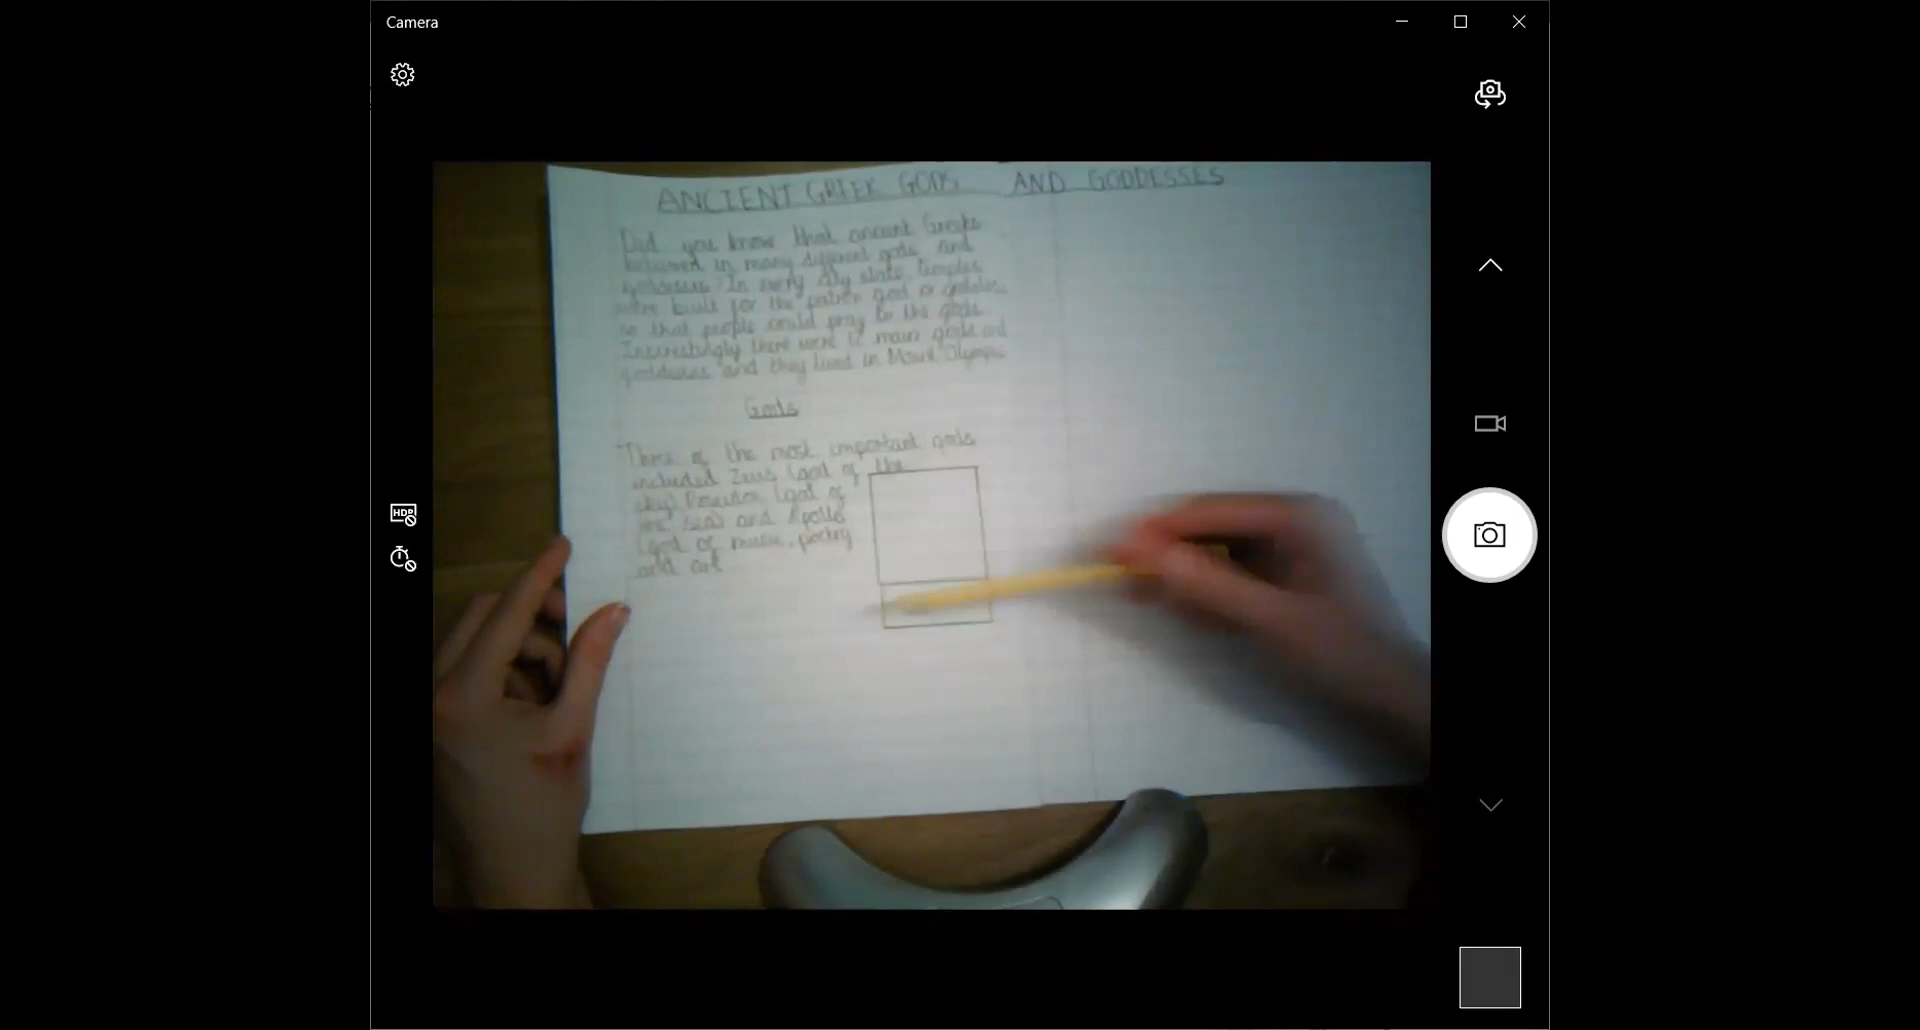 Camera
ANCIENT GREEK GODS AND GODDESSES
Did you know that ancient Greeks
believed in many different gods and
goddesses. In every city state, temples
were built for the patron god or goddess
so that people could pray to the gods.
Interestingly there were 12 main gods and
goddesses and they lived in Mount Olympus
Gods
Three of the most important gods
included Zeus (god of the
sky) Poseidon (god of
the sea) and Apollo
(god of music, poetry
and art
HDR